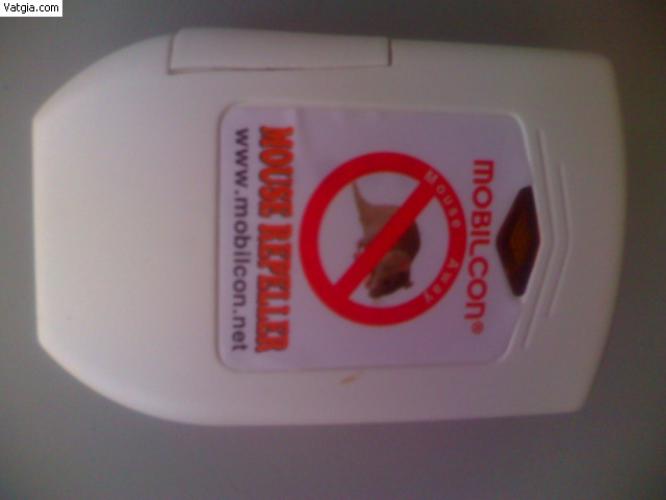 Vatgia.com
MOBILCON®
Mouse Away
MOUSE REPELLER
www.mobilcon.net